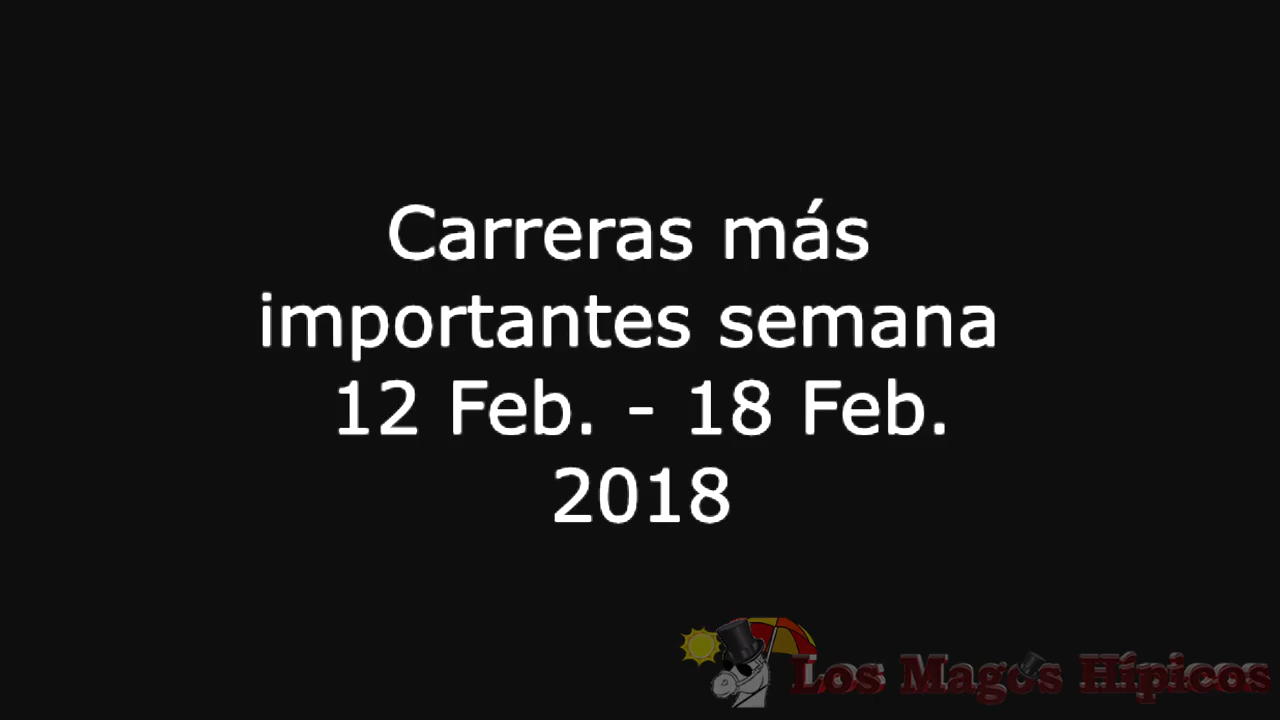 Carreras más
importantes semana
12 Feb. - 18 Feb.
2018
Los Magos Hípicos